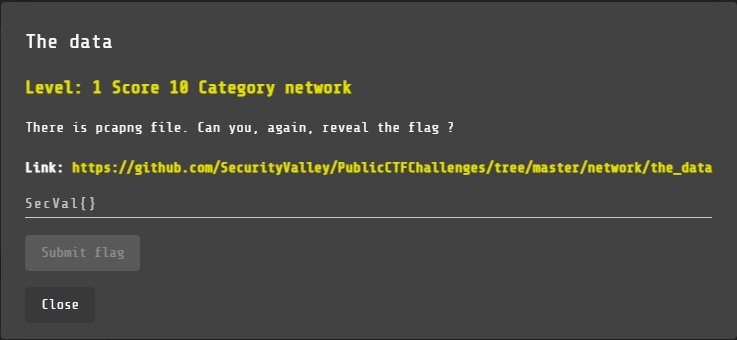 The data
Level: 1 Score 10 Category network
There is pcapng file. Can you, again, reveal the flag ?
Link: https://github.com/SecurityValley/PublicCTFChallenges/tree/master/network/the_data
SecVal{}
Submit flag
Close